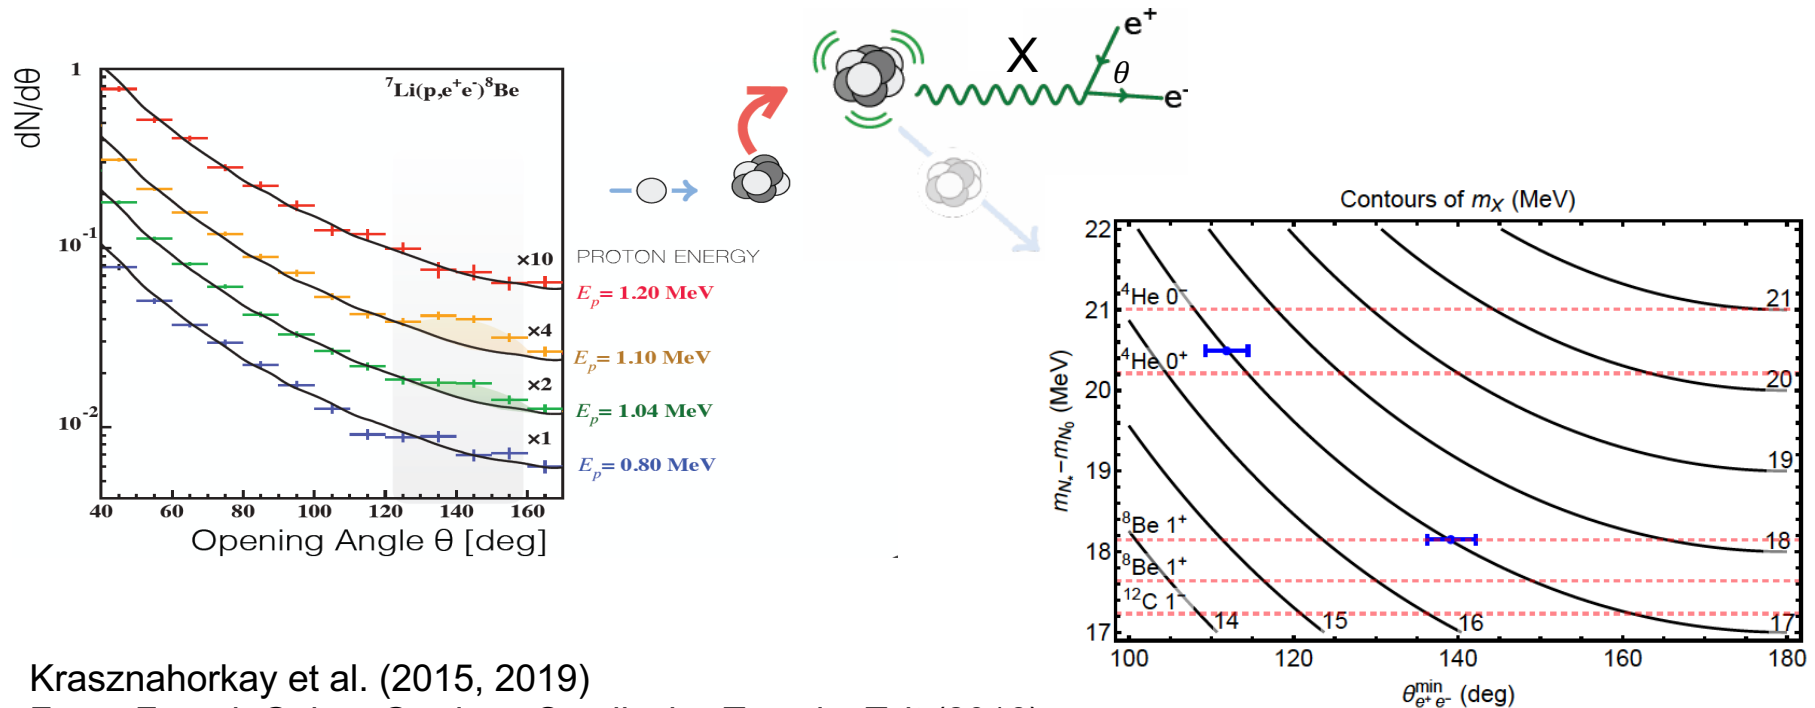 dN/dθ
1
10⁻¹
10⁻²
⁷Li(p,e⁺e⁻)⁸Be
×10
×4
×2
×1
40 60 80 100 120 140 160
Opening Angle θ [deg]
PROTON ENERGY
Eₚ= 1.20 MeV
Eₚ= 1.10 MeV
Eₚ= 1.04 MeV
Eₚ= 0.80 MeV
X
e⁺
θ
e⁻
Contours of mX (MeV)
mN* − mN₀ (MeV)
22
21
20
19
18
17
⁴He 0⁻
⁴He 0⁺
⁸Be 1⁺
⁸Be 1⁺
¹²C 1⁻
21
20
19
18
17
14 15 16
100 120 140 160 180
θ min e⁺e⁻ (deg)
Krasznahorkay et al. (2015, 2019)